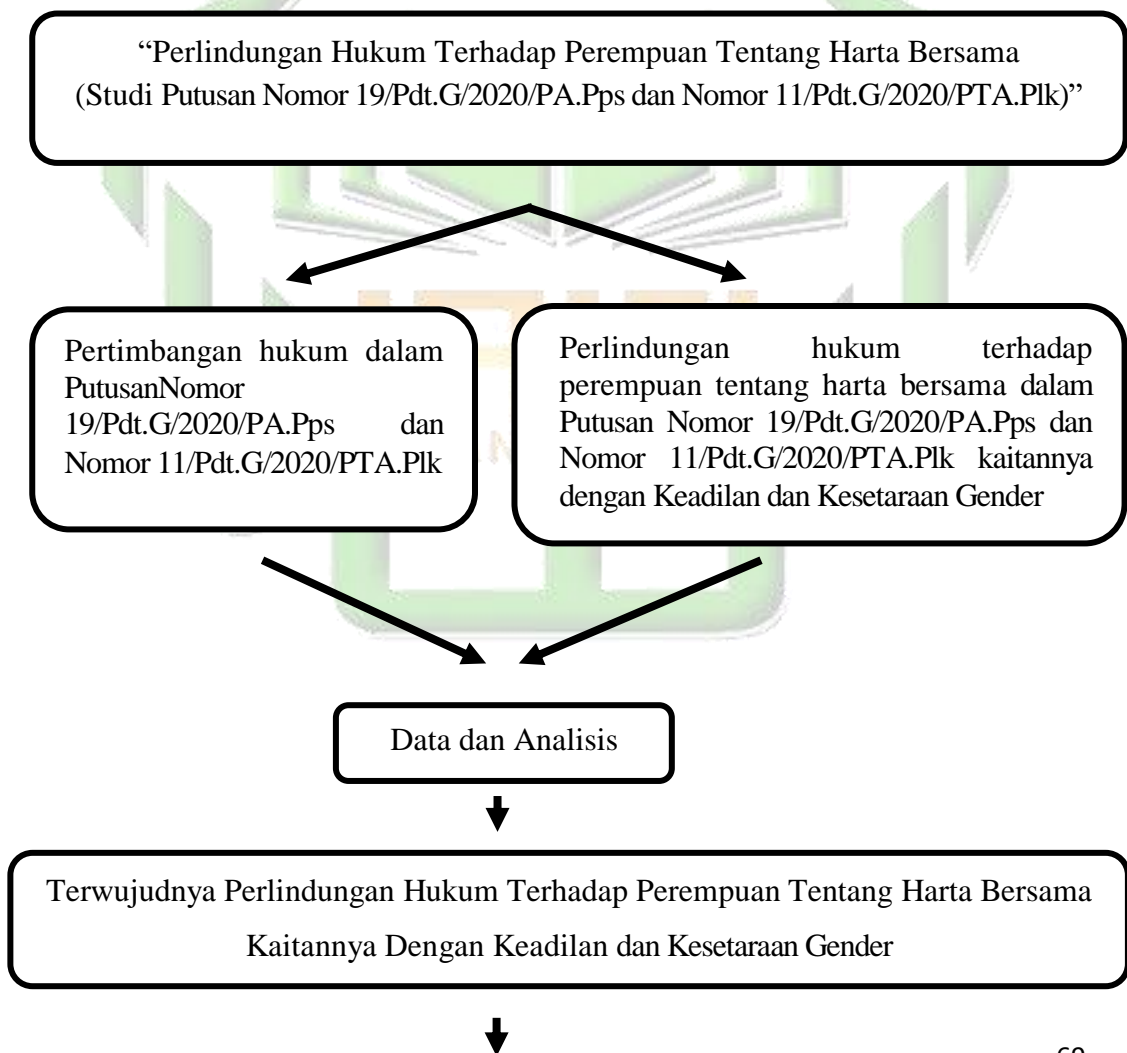 “Perlindungan Hukum Terhadap Perempuan Tentang Harta Bersama
(Studi Putusan Nomor 19/Pdt.G/2020/PA.Pps dan Nomor 11/Pdt.G/2020/PTA.Plk)”
Pertimbangan hukum dalam
PutusanNomor
19/Pdt.G/2020/PA.Pps dan
Nomor 11/Pdt.G/2020/PTA.Plk
Perlindungan hukum terhadap
perempuan tentang harta bersama dalam
Putusan Nomor 19/Pdt.G/2020/PA.Pps dan
Nomor 11/Pdt.G/2020/PTA.Plk kaitannya
dengan Keadilan dan Kesetaraan Gender
Data dan Analisis
Terwujudnya Perlindungan Hukum Terhadap Perempuan Tentang Harta Bersama
Kaitannya Dengan Keadilan dan Kesetaraan Gender